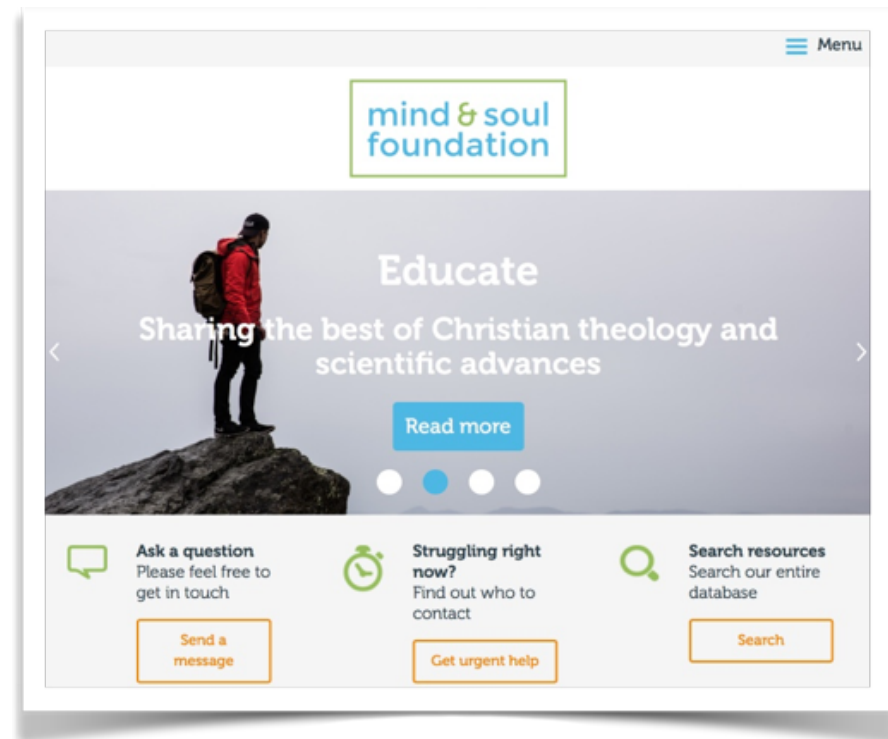 Menu
mind & soul
foundation
Educate
Sharing the best of Christian theology and
scientific advances
Read more
Ask a question
Please feel free to
get in touch
Send a
message
Struggling right
now?
Find out who to
contact
Get urgent help
Search resources
Search our entire
database
Search